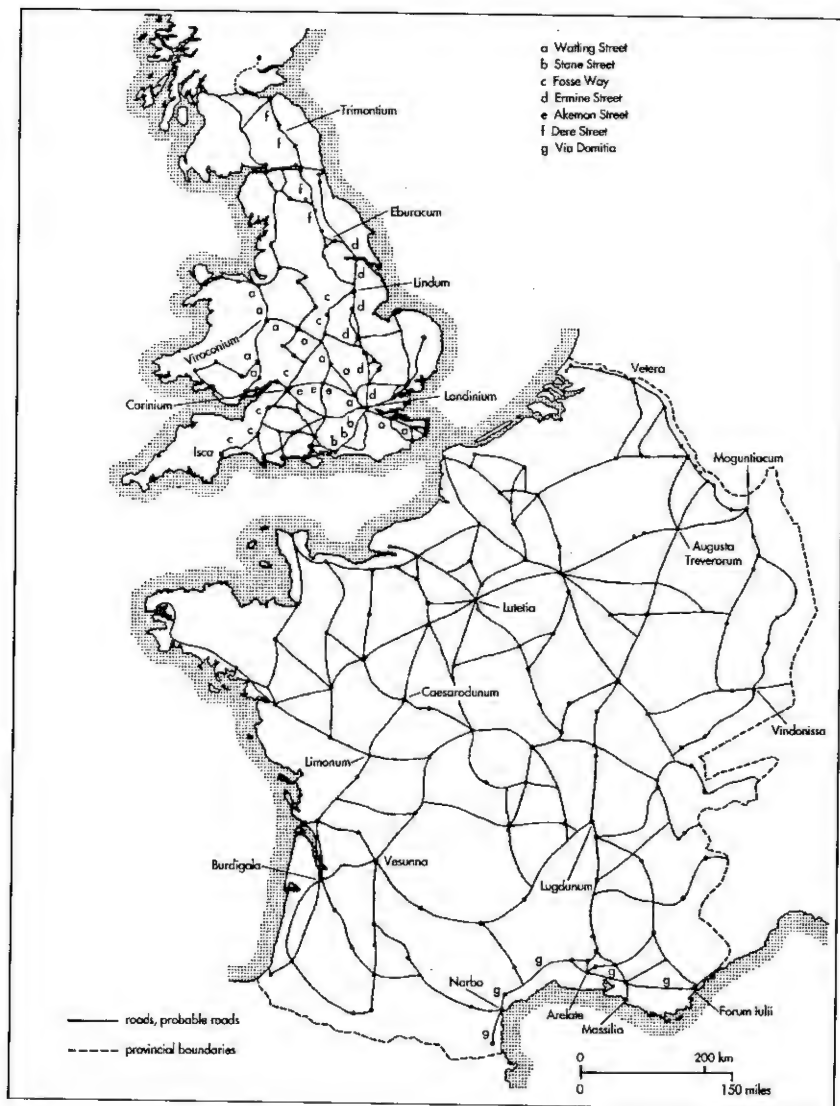 a Watling Street
b Stane Street
c Fosse Way
d Ermine Street
e Akeman Street
f Dere Street
g Via Domitia
Trimontium
f
f
f
f
Eburacum
d
d
Lindum
a
c
a
d
c
Viroconium
a
d
a
a
a
a
d
a
c
Corinium
e
e
e
a
d
Londinium
c
b
a
a
Isca
c
c
b
b
Vetera
Moguntiacum
Augusta
Treverorum
Lutetia
Caesarodunum
Vindonissa
Limonum
Burdigala
Vesunna
Lugdunum
g
g
g
Narbo
g
g
Arelate
Massilia
Forum Iulii
roads, probable roads
provincial boundaries
0 200 km
0 150 miles